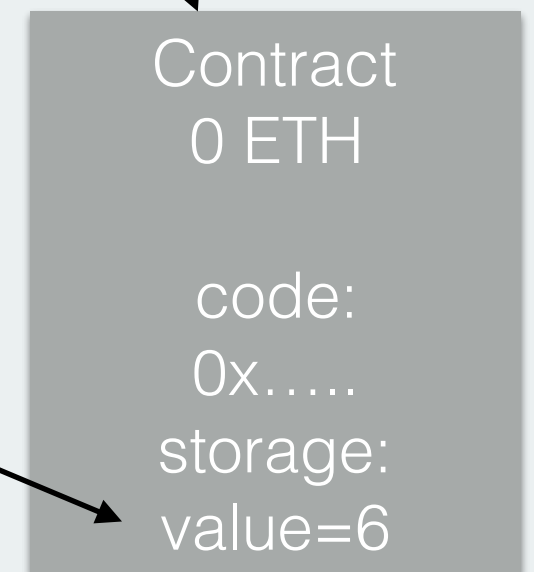 Contract
0 ETH
code:
0x.....
storage:
value=6